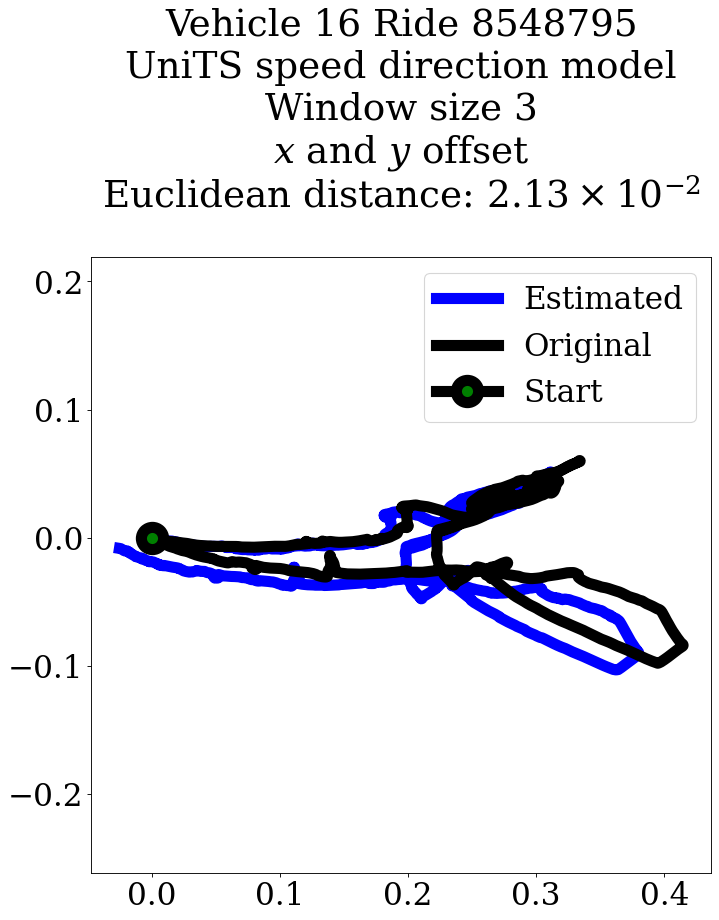 Vehicle 16 Ride 8548795
UniTS speed direction model
Window size 3
x and y offset
Euclidean distance: 2.13 × 10⁻²
Estimated
Original
Start
0.2
0.1
0.0
−0.1
−0.2
0.0 0.1 0.2 0.3 0.4